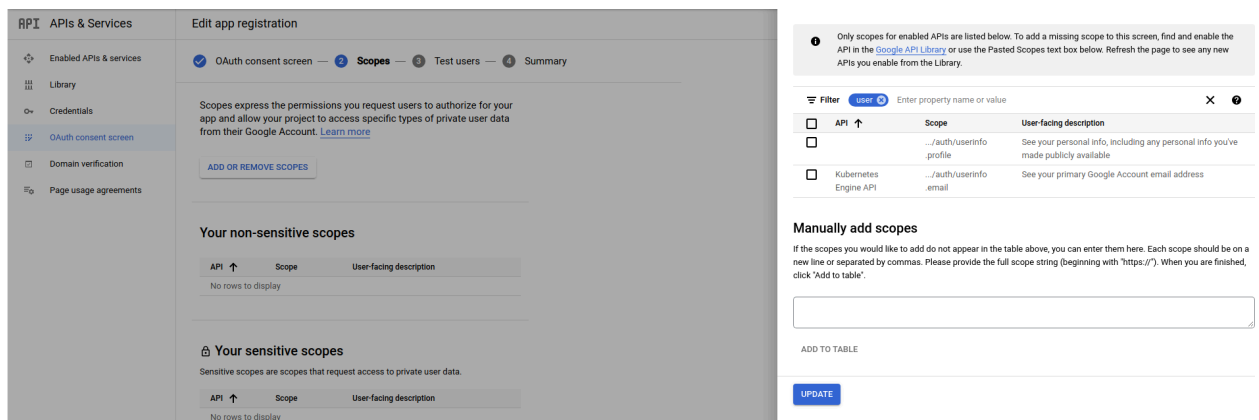 API APIs & Services
Enabled APIs & services
Library
Credentials
OAuth consent screen
Domain verification
Page usage agreements
Edit app registration
OAuth consent screen — 2 Scopes — 3 Test users — 4 Summary
Scopes express the permissions you request users to authorize for your
app and allow your project to access specific types of private user data
from their Google Account. Learn more
ADD OR REMOVE SCOPES
Your non-sensitive scopes
API Scope User-facing description
No rows to display
Your sensitive scopes
Sensitive scopes are scopes that request access to private user data.
API Scope User-facing description
No rows to display
Only scopes for enabled APIs are listed below. To add a missing scope to this screen, find and enable the
API in the Google API Library or use the Pasted Scopes text box below. Refresh the page to see any new
APIs you enable from the Library.
Filter user Enter property name or value
API Scope User-facing description
.../auth/userinfo See your personal info, including any personal info you've
.profile made publicly available
Kubernetes .../auth/userinfo See your primary Google Account email address
Engine API .email
Manually add scopes
If the scopes you would like to add do not appear in the table above, you can enter them here. Each scope should be on a
new line or separated by commas. Please provide the full scope string (beginning with "https://"). When you are finished,
click "Add to table".
ADD TO TABLE
UPDATE